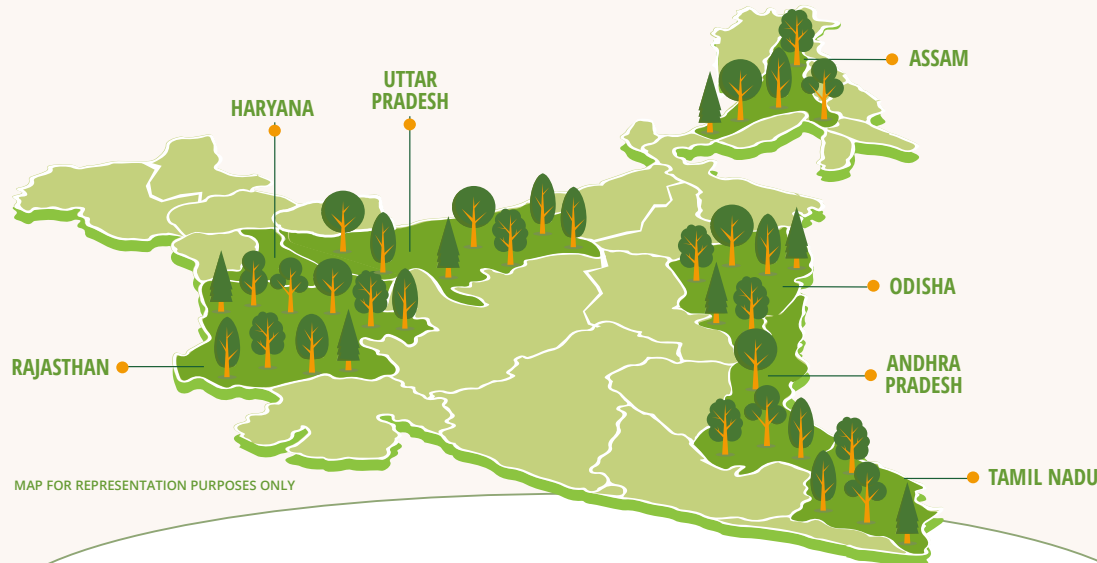 ASSAM
UTTAR
PRADESH
HARYANA
ODISHA
RAJASTHAN
ANDHRA
PRADESH
TAMIL NADU
MAP FOR REPRESENTATION PURPOSES ONLY